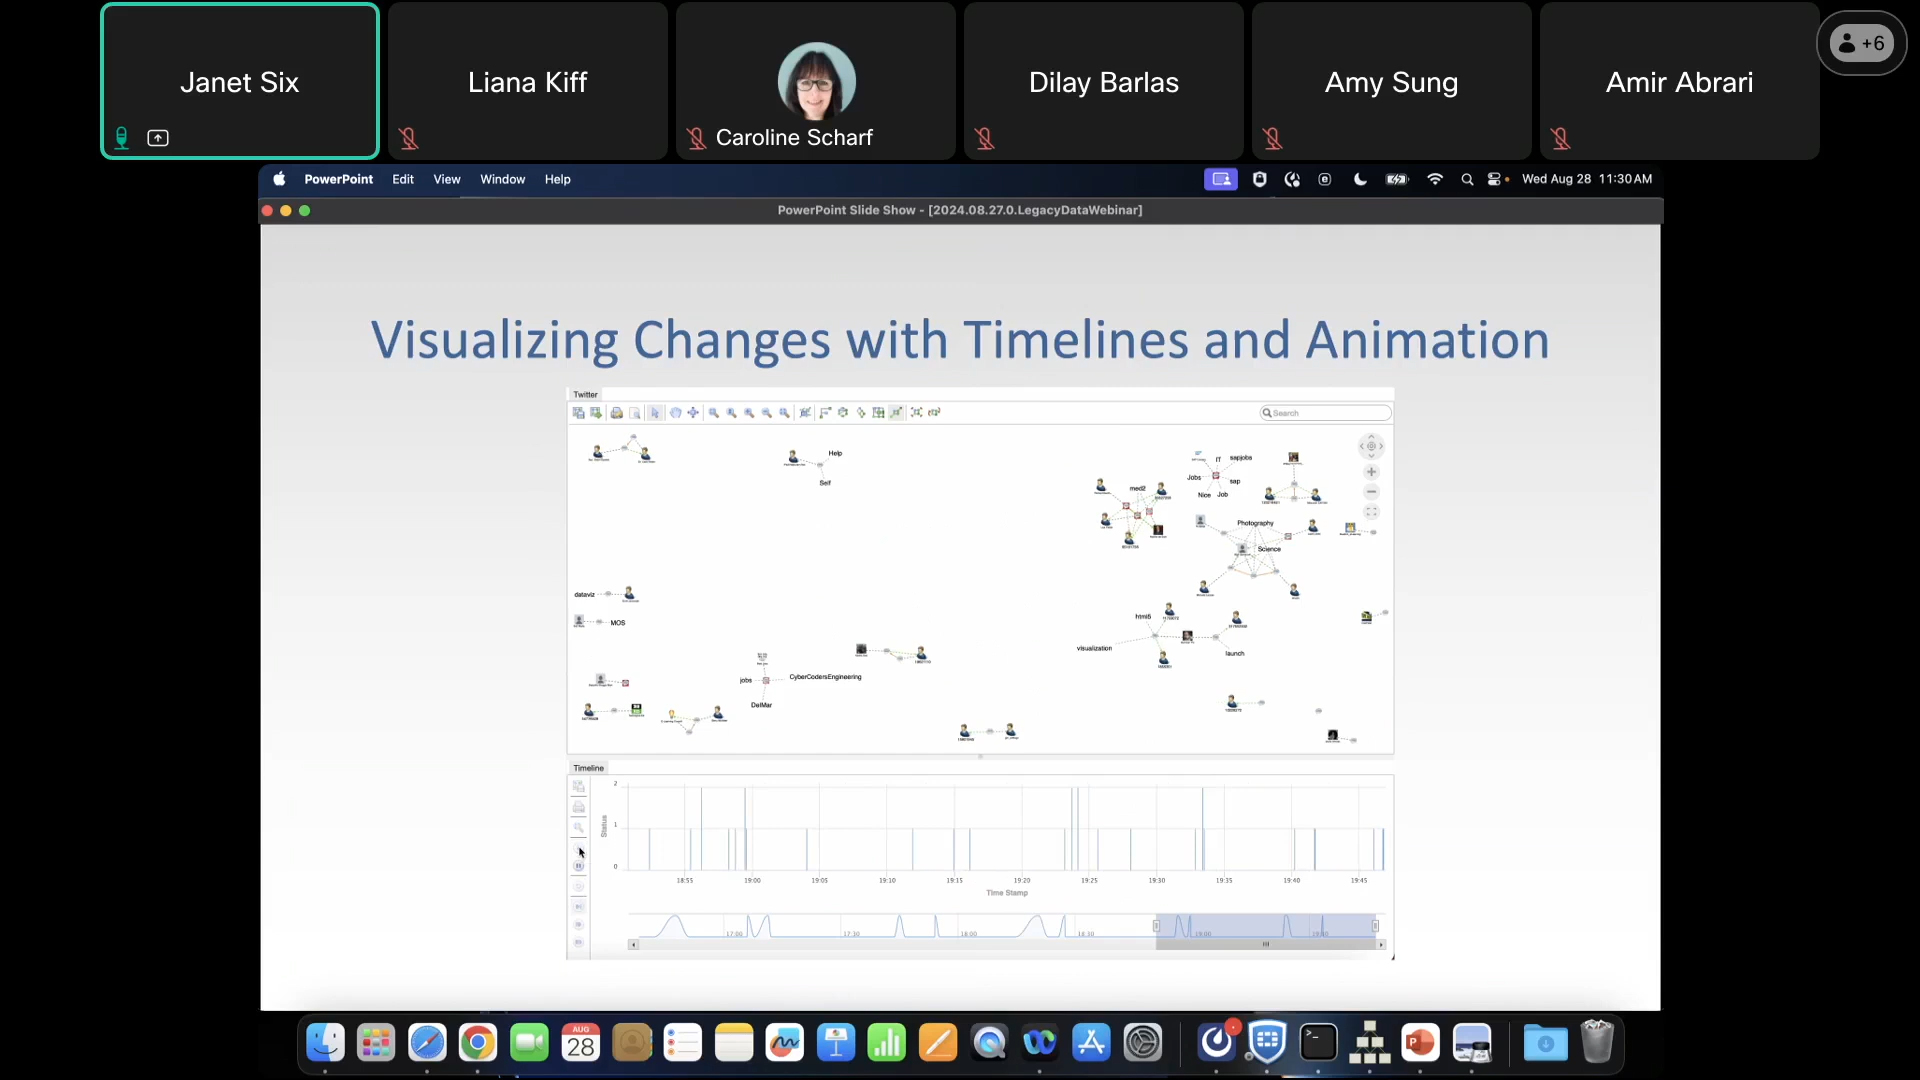 Janet Six
Liana Kiff
Caroline Scharf
Dilay Barlas
Amy Sung
Amir Abrari
+6
PowerPoint Edit View Window Help
Wed Aug 28 11:30 AM
PowerPoint Slide Show - [2024.08.27.0.LegacyDataWebinar]
Visualizing Changes with Timelines and Animation
Twitter
Search
Help
Self
med2
IT
sapjobs
Jobs
sap
Nice
Job
Photography
Science
dataviz
MOS
html5
visualization
launch
jobs
CyberCodersEngineering
DelMar
Timeline
2
1
0
Status
18:55 19:00 19:05 19:10 19:15 19:20 19:25 19:30 19:35 19:40 19:45
Time Stamp
17:00 17:30 18:00 18:30 19:00
AUG
28